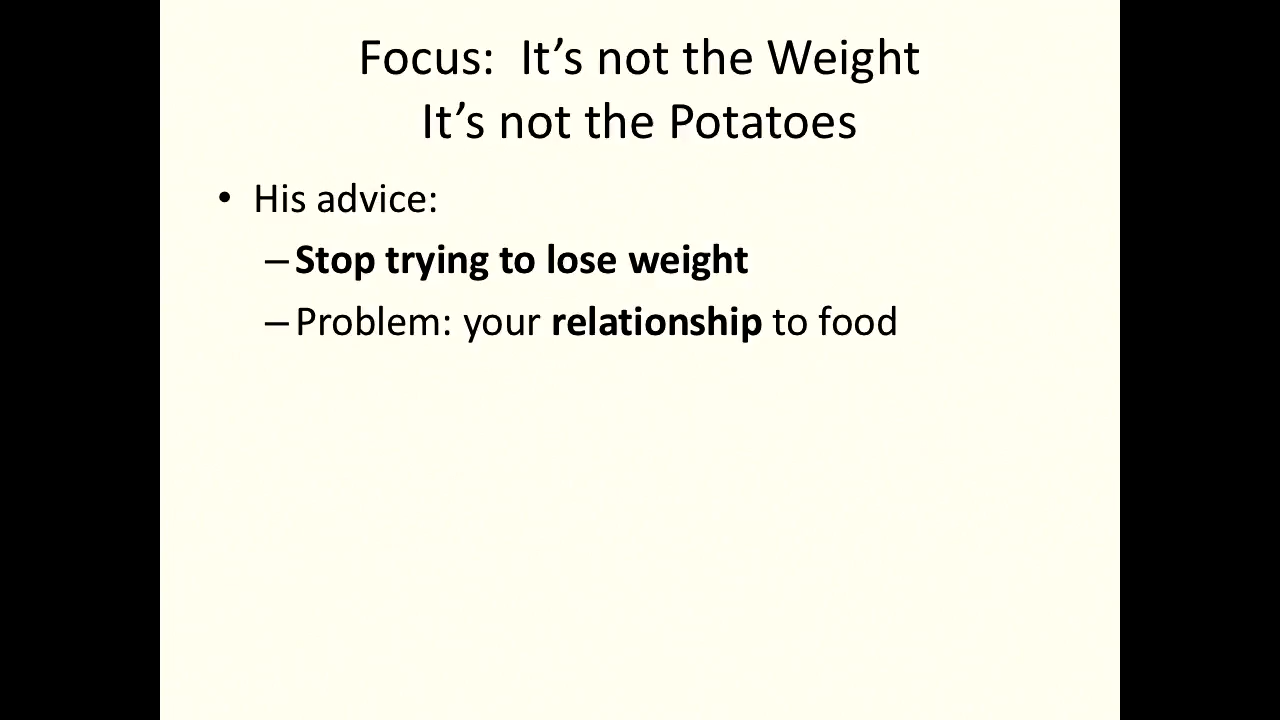 Focus:  It’s not the Weight
It’s not the Potatoes
• His advice:
– Stop trying to lose weight
– Problem: your relationship to food